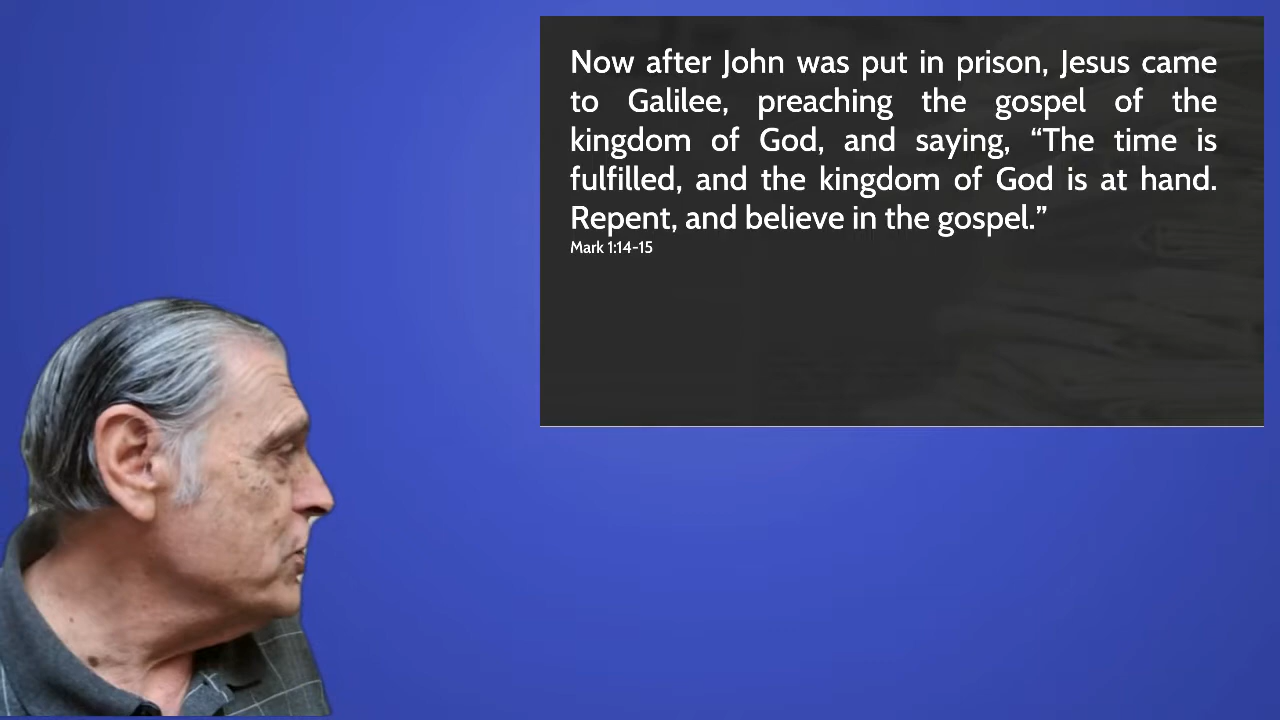 Now after John was put in prison, Jesus came
to Galilee, preaching the gospel of the
kingdom of God, and saying, “The time is
fulfilled, and the kingdom of God is at hand.
Repent, and believe in the gospel.”
Mark 1:14-15